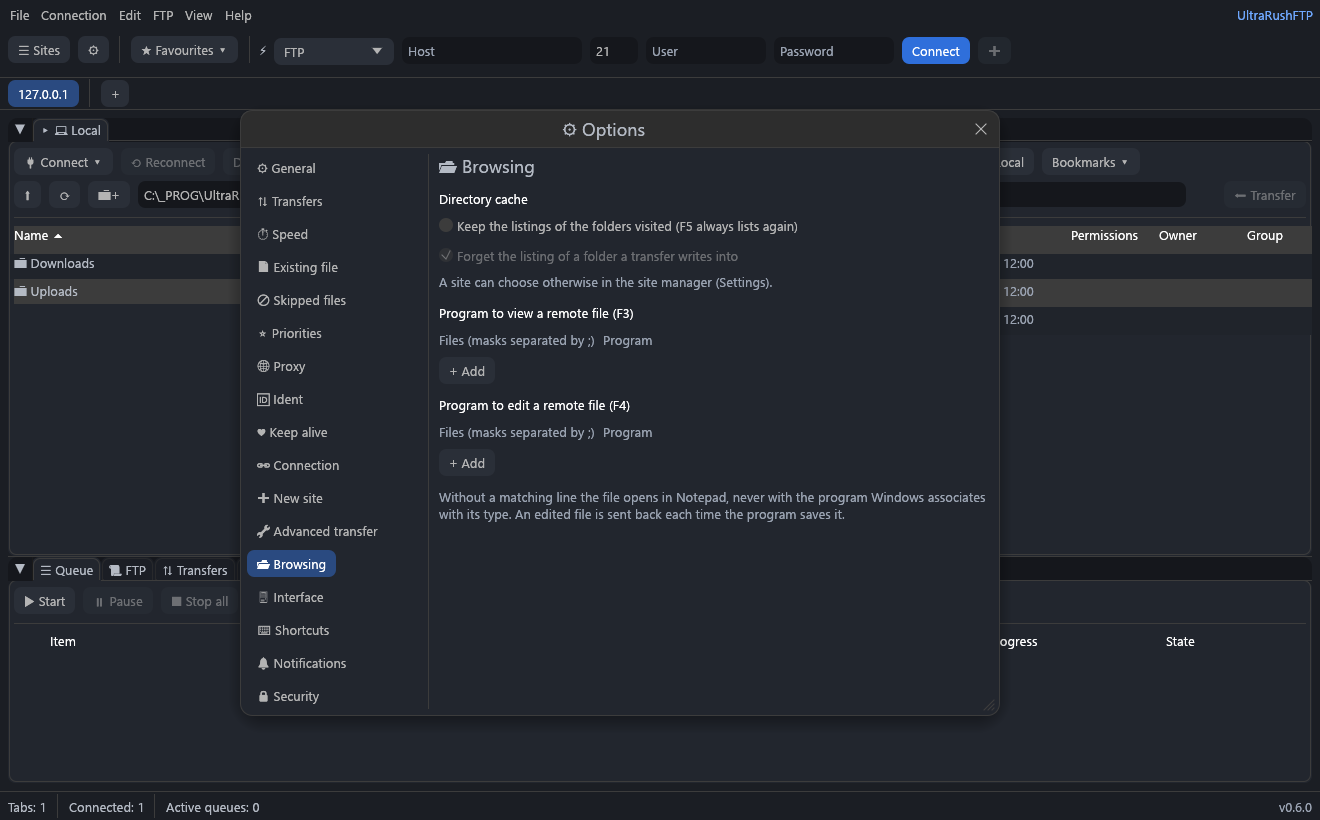 File Connection Edit FTP View Help UltraRushFTP
Sites Favourites FTP Host 21 User Password Connect +
127.0.0.1 +
Local
Options
Connect Reconnect D ocal Bookmarks
C:\_PROG\UltraR Transfer
Name Permissions Owner Group
Downloads 12:00
Uploads 12:00
12:00
General
Transfers
Speed
Existing file
Skipped files
Priorities
Proxy
Ident
Keep alive
Connection
New site
Advanced transfer
Browsing
Interface
Shortcuts
Notifications
Security
Browsing
Directory cache
Keep the listings of the folders visited (F5 always lists again)
Forget the listing of a folder a transfer writes into
A site can choose otherwise in the site manager (Settings).
Program to view a remote file (F3)
Files (masks separated by ;) Program
+ Add
Program to edit a remote file (F4)
Files (masks separated by ;) Program
+ Add
Without a matching line the file opens in Notepad, never with the program Windows associates
with its type. An edited file is sent back each time the program saves it.
Queue FTP Transfers
Start Pause Stop all
Item ogress State
Tabs: 1 Connected: 1 Active queues: 0 v0.6.0